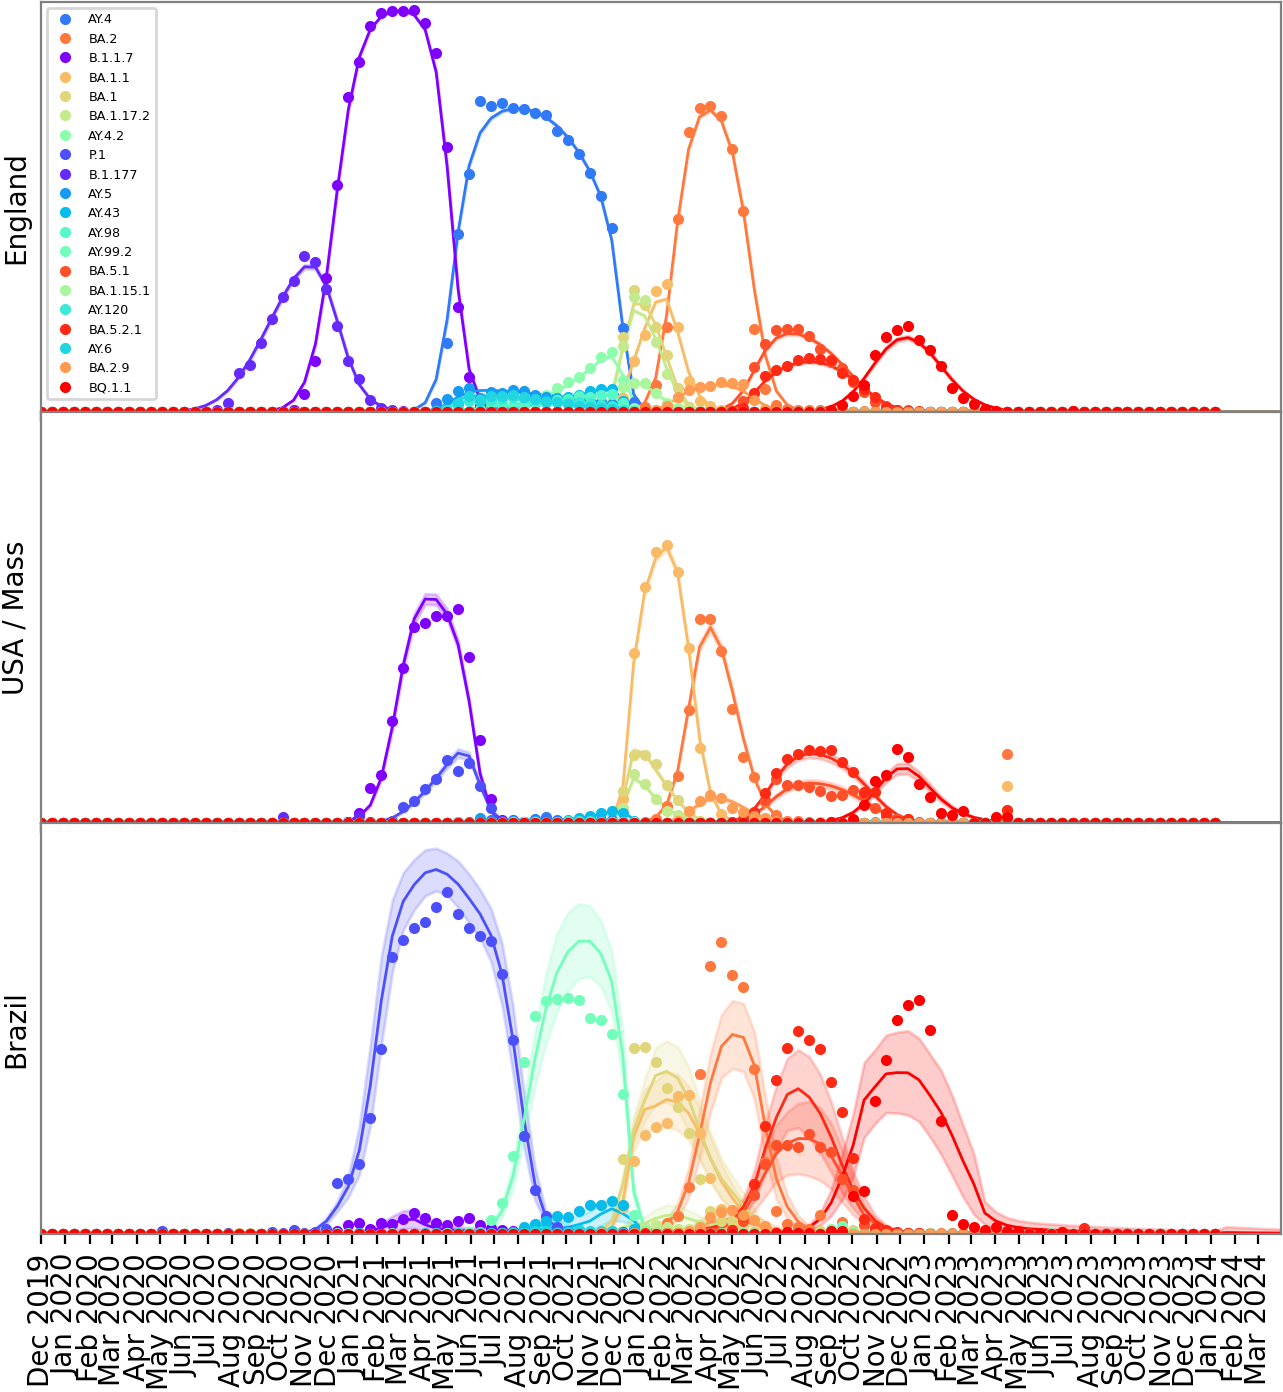 AY.4
BA.2
B.1.1.7
BA.1.1
BA.1
BA.1.17.2
AY.4.2
P.1
B.1.177
AY.5
AY.43
AY.98
AY.99.2
BA.5.1
BA.1.15.1
AY.120
BA.5.2.1
AY.6
BA.2.9
BQ.1.1
England
USA / Mass
Brazil
Dec 2019
Jan 2020
Feb 2020
Mar 2020
Apr 2020
May 2020
Jun 2020
Jul 2020
Aug 2020
Sep 2020
Oct 2020
Nov 2020
Dec 2020
Jan 2021
Feb 2021
Mar 2021
Apr 2021
May 2021
Jun 2021
Jul 2021
Aug 2021
Sep 2021
Oct 2021
Nov 2021
Dec 2021
Jan 2022
Feb 2022
Mar 2022
Apr 2022
May 2022
Jun 2022
Jul 2022
Aug 2022
Sep 2022
Oct 2022
Nov 2022
Dec 2022
Jan 2023
Feb 2023
Mar 2023
Apr 2023
May 2023
Jun 2023
Jul 2023
Aug 2023
Sep 2023
Oct 2023
Nov 2023
Dec 2023
Jan 2024
Feb 2024
Mar 2024